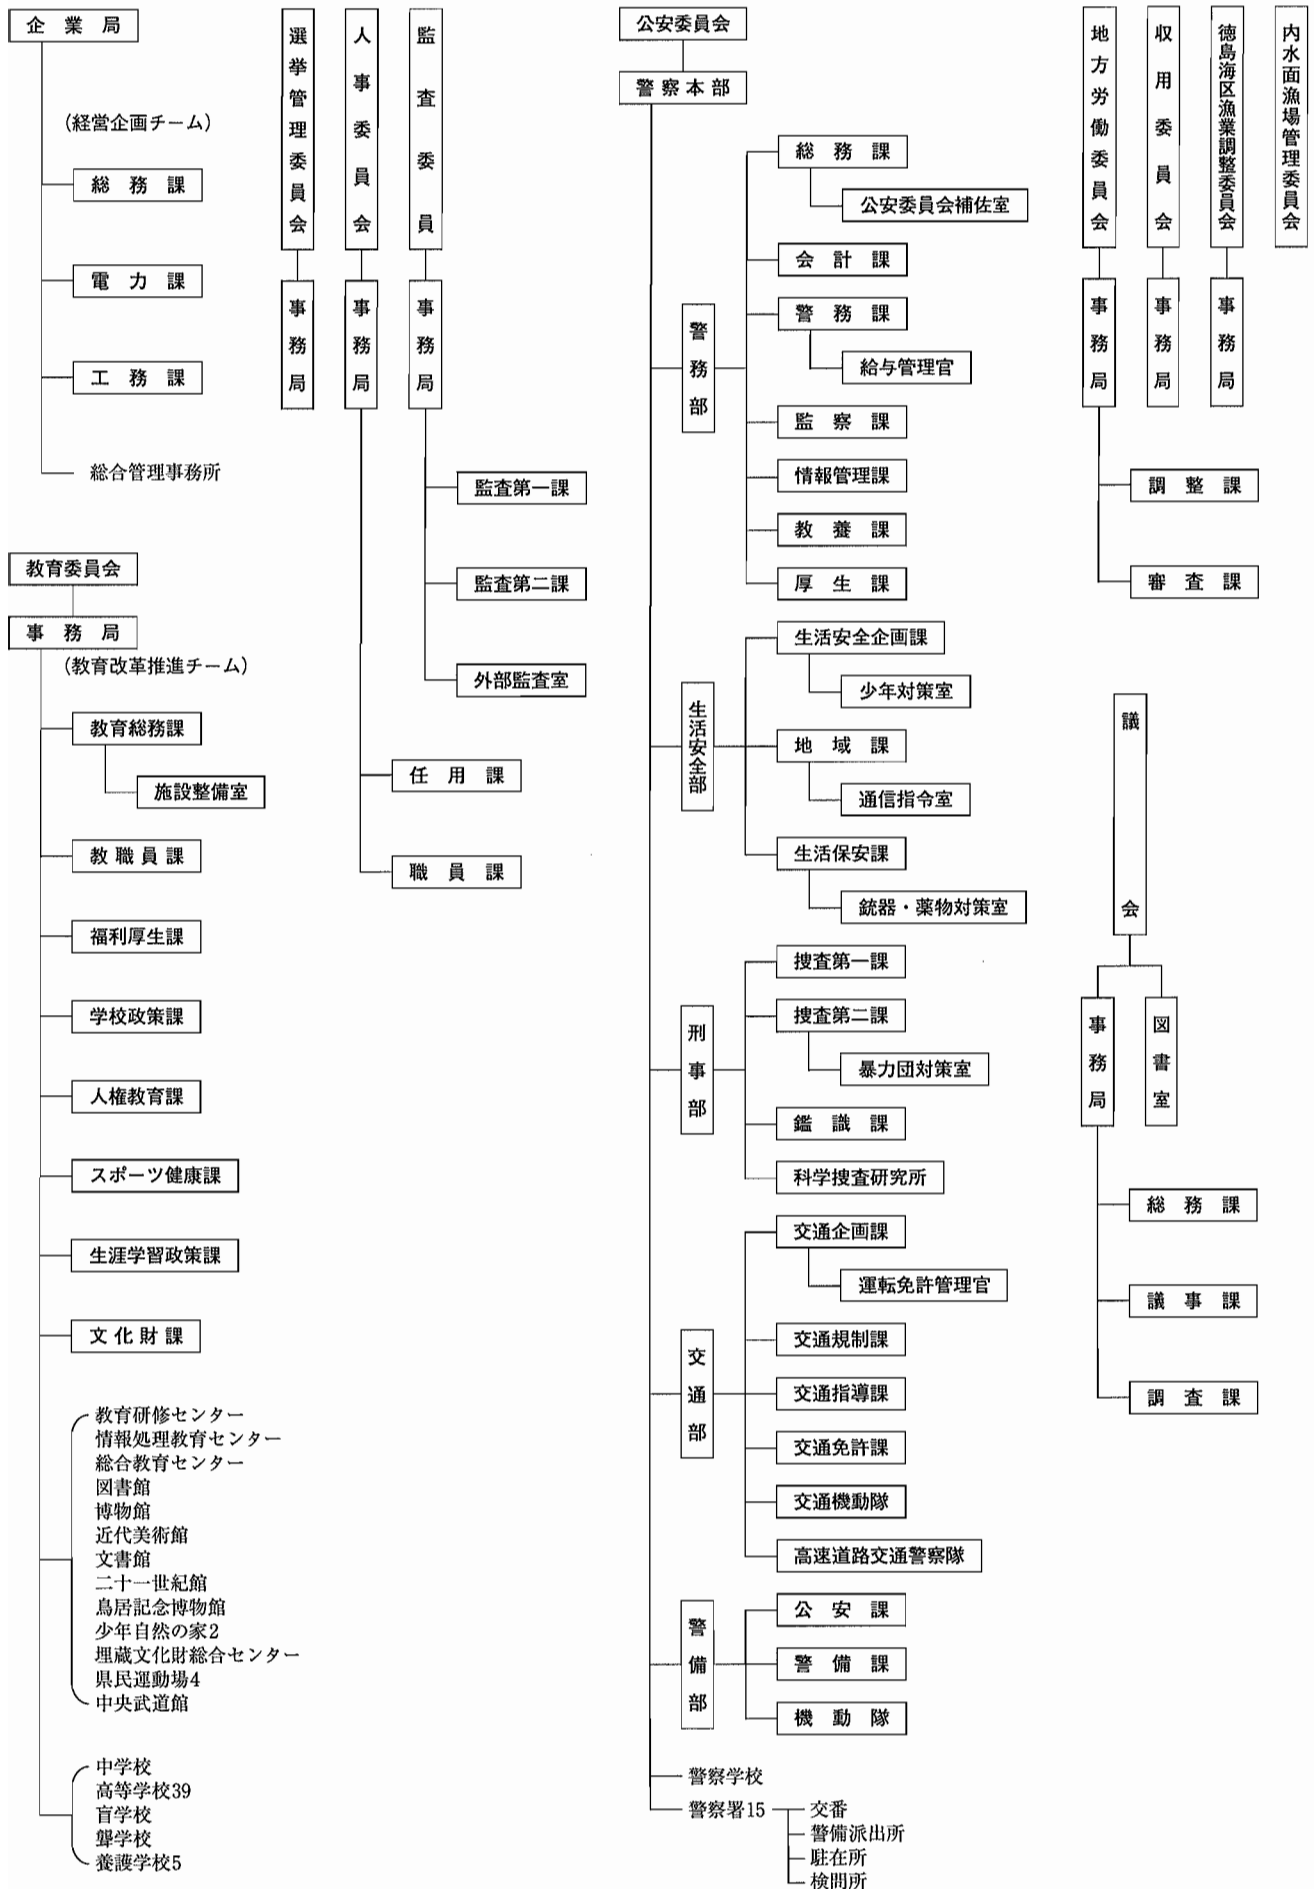 企業局
（経営企画チーム）
総務課
電力課
工務課
総合管理事務所
教育委員会
事務局
（教育改革推進チーム）
教育総務課
施設整備室
教職員課
福利厚生課
学校政策課
人権教育課
スポーツ健康課
生涯学習政策課
文化財課
教育研修センター
情報処理教育センター
総合教育センター
図書館
博物館
近代美術館
文書館
二十一世紀館
鳥居記念博物館
少年自然の家2
埋蔵文化財総合センター
県民運動場4
中央武道館
中学校
高等学校39
盲学校
聾学校
養護学校5
選挙管理委員会
事務局
人事委員会
事務局
任用課
職員課
監査委員
事務局
監査第一課
監査第二課
外部監査室
公安委員会
警察本部
警務部
総務課
公安委員会補佐室
会計課
警務課
給与管理官
監察課
情報管理課
教養課
厚生課
生活安全部
生活安全企画課
少年対策室
地域課
通信指令室
生活保安課
銃器・薬物対策室
刑事部
捜査第一課
捜査第二課
暴力団対策室
鑑識課
科学捜査研究所
交通部
交通企画課
運転免許管理官
交通規制課
交通指導課
交通免許課
交通機動隊
高速道路交通警察隊
警備部
公安課
警備課
機動隊
警察学校
警察署15
交番
警備派出所
駐在所
検問所
地方労働委員会
事務局
調整課
審査課
収用委員会
事務局
徳島海区漁業調整委員会
事務局
内水面漁場管理委員会
議会
事務局
図書室
総務課
議事課
調査課